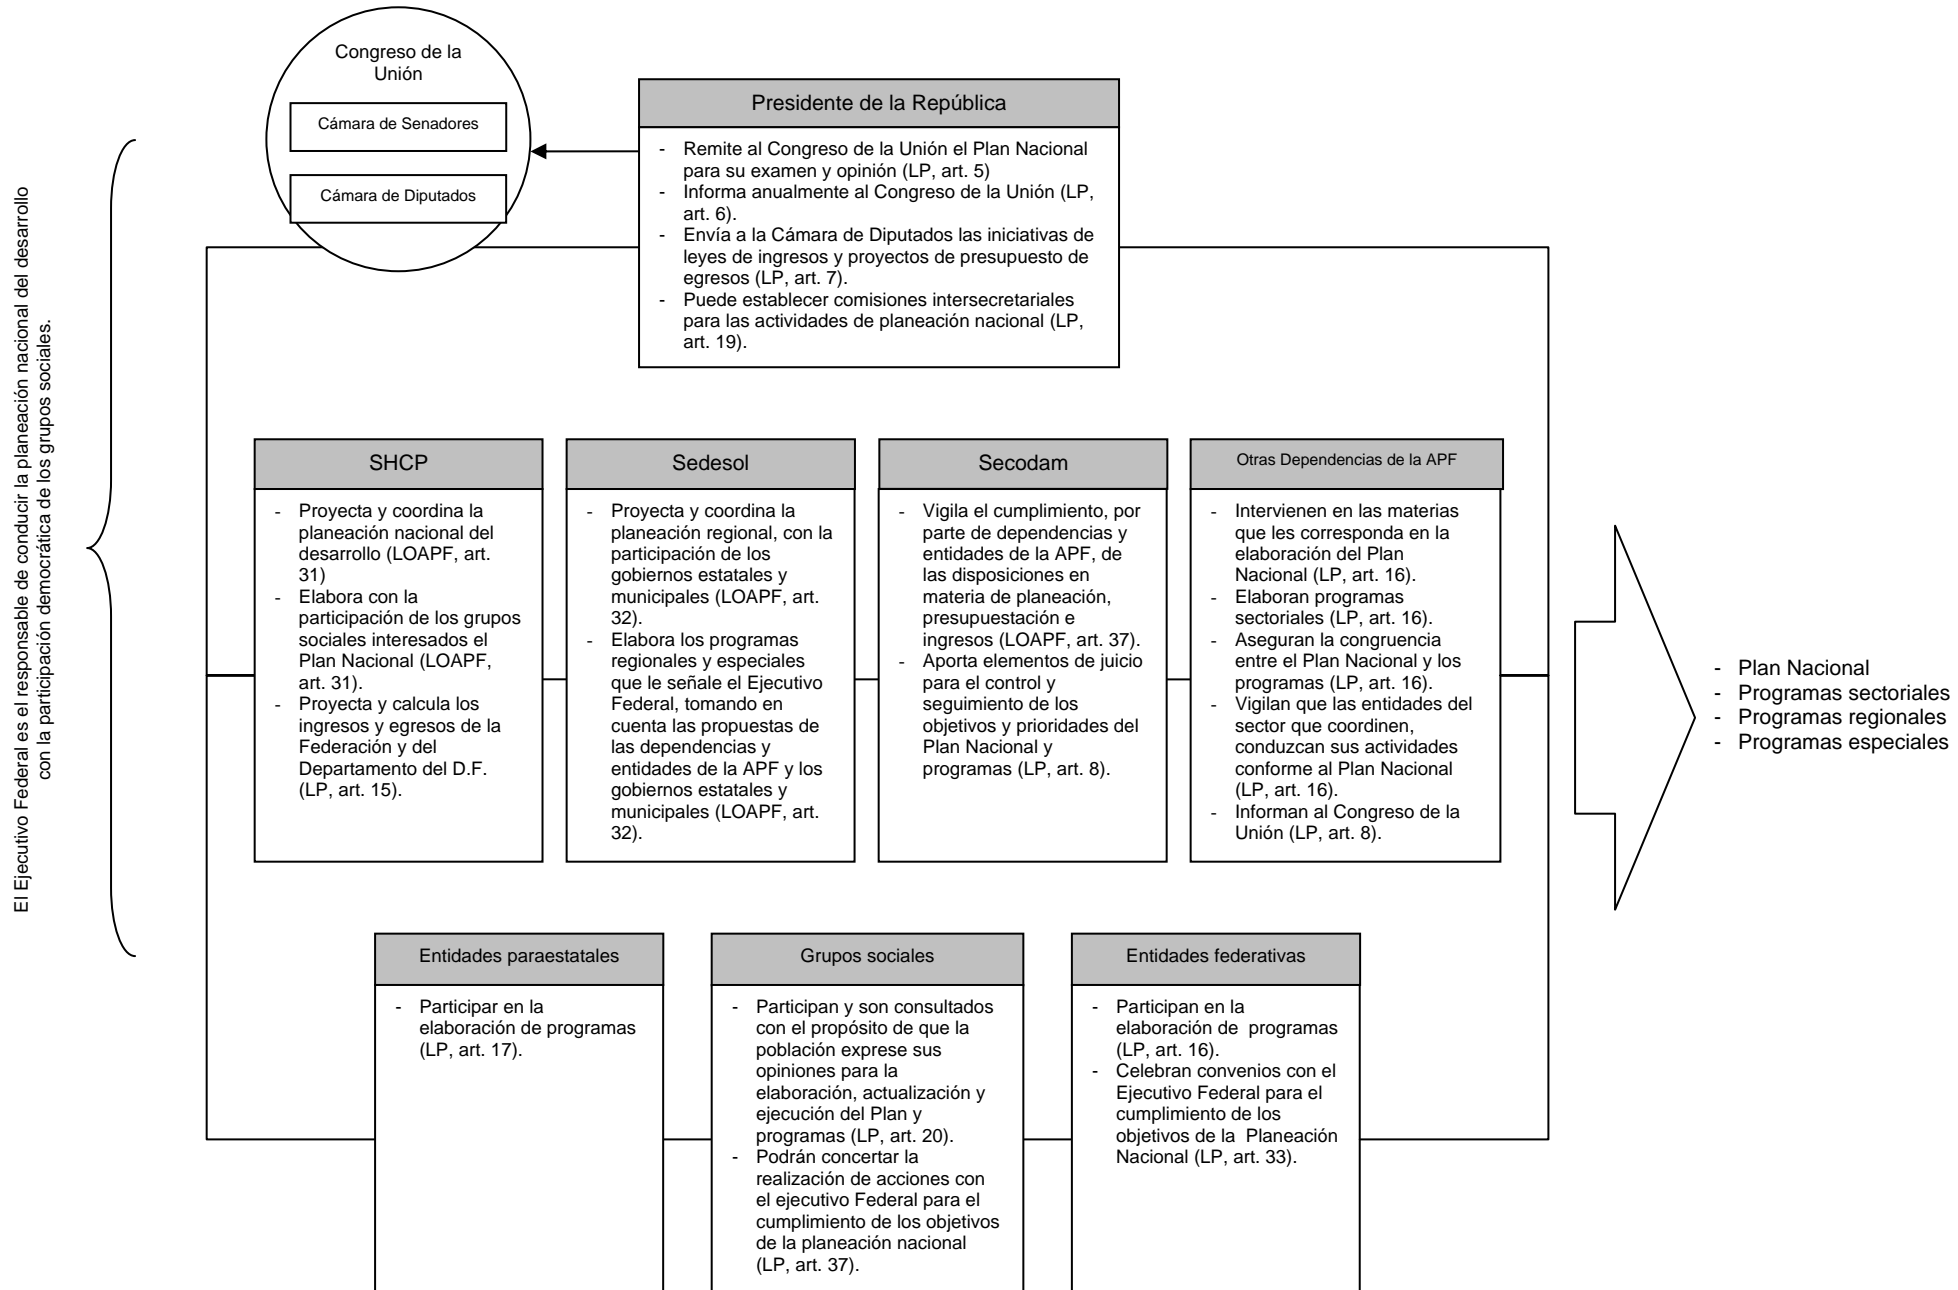 El Ejecutivo Federal es el responsable de conducir la planeación nacional del desarrollo
con la participación democrática de los grupos sociales.
Congreso de la
Unión
Cámara de Senadores
Cámara de Diputados
Presidente de la República
- Remite al Congreso de la Unión el Plan Nacional
para su examen y opinión (LP, art. 5)
- Informa anualmente al Congreso de la Unión (LP,
art. 6).
- Envía a la Cámara de Diputados las iniciativas de
leyes de ingresos y proyectos de presupuesto de
egresos (LP, art. 7).
- Puede establecer comisiones intersecretariales
para las actividades de planeación nacional (LP,
art. 19).
SHCP
- Proyecta y coordina la
planeación nacional del
desarrollo (LOAPF, art.
31)
- Elabora con la
participación de los grupos
sociales interesados el
Plan Nacional (LOAPF,
art. 31).
- Proyecta y calcula los
ingresos y egresos de la
Federación y del
Departamento del D.F.
(LP, art. 15).
Sedesol
- Proyecta y coordina la
planeación regional, con la
participación de los
gobiernos estatales y
municipales (LOAPF, art.
32).
- Elabora los programas
regionales y especiales
que le señale el Ejecutivo
Federal, tomando en
cuenta las propuestas de
las dependencias y
entidades de la APF y los
gobiernos estatales y
municipales (LOAPF, art.
32).
Secodam
- Vigila el cumplimiento, por
parte de dependencias y
entidades de la APF, de
las disposiciones en
materia de planeación,
presupuestación e
ingresos (LOAPF, art. 37).
- Aporta elementos de juicio
para el control y
seguimiento de los
objetivos y prioridades del
Plan Nacional y
programas (LP, art. 8).
Otras Dependencias de la APF
- Intervienen en las materias
que les corresponda en la
elaboración del Plan
Nacional (LP, art. 16).
- Elaboran programas
sectoriales (LP, art. 16).
- Aseguran la congruencia
entre el Plan Nacional y los
programas (LP, art. 16).
- Vigilan que las entidades del
sector que coordinen,
conduzcan sus actividades
conforme al Plan Nacional
(LP, art. 16).
- Informan al Congreso de la
Unión (LP, art. 8).
- Plan Nacional
- Programas sectoriales
- Programas regionales
- Programas especiales
Entidades paraestatales
- Participar en la
elaboración de programas
(LP, art. 17).
Grupos sociales
- Participan y son consultados
con el propósito de que la
población exprese sus
opiniones para la
elaboración, actualización y
ejecución del Plan y
programas (LP, art. 20).
- Podrán concertar la
realización de acciones con
el ejecutivo Federal para el
cumplimiento de los objetivos
de la planeación nacional
(LP, art. 37).
Entidades federativas
- Participan en la
elaboración de programas
(LP, art. 16).
- Celebran convenios con el
Ejecutivo Federal para el
cumplimiento de los
objetivos de la Planeación
Nacional (LP, art. 33).